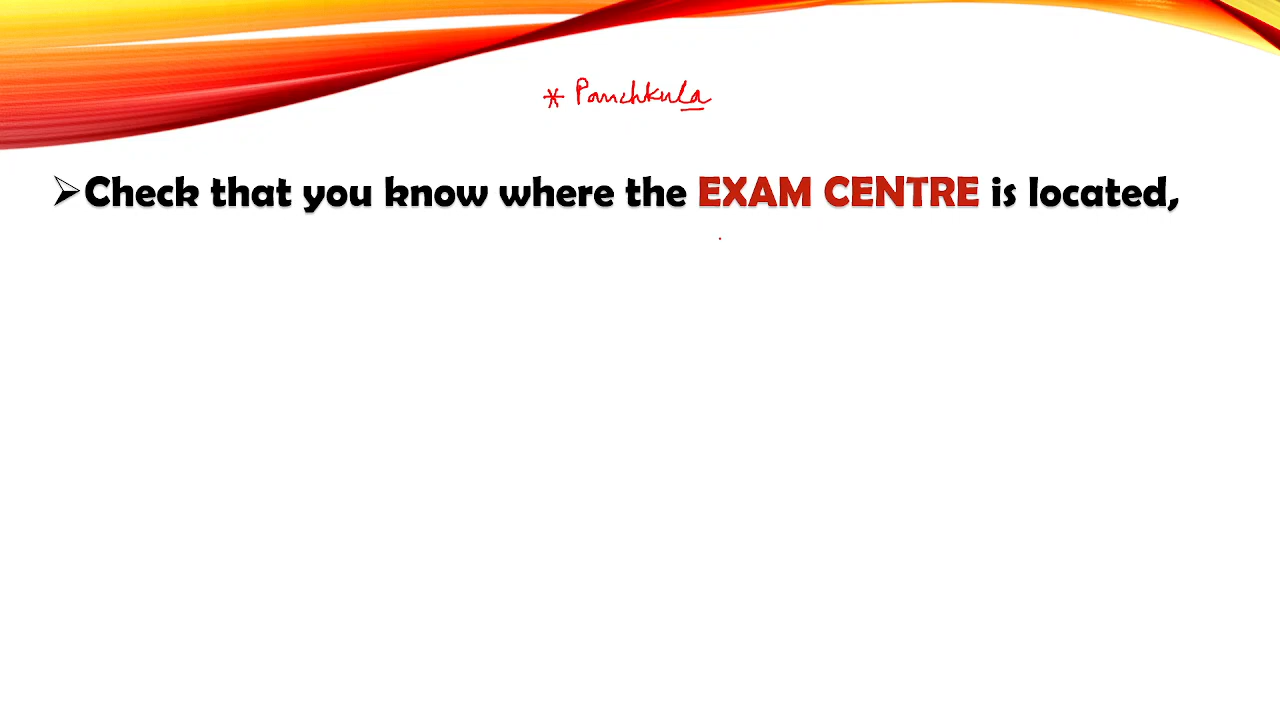 * Panchkula
➢Check that you know where the EXAM CENTRE is located,